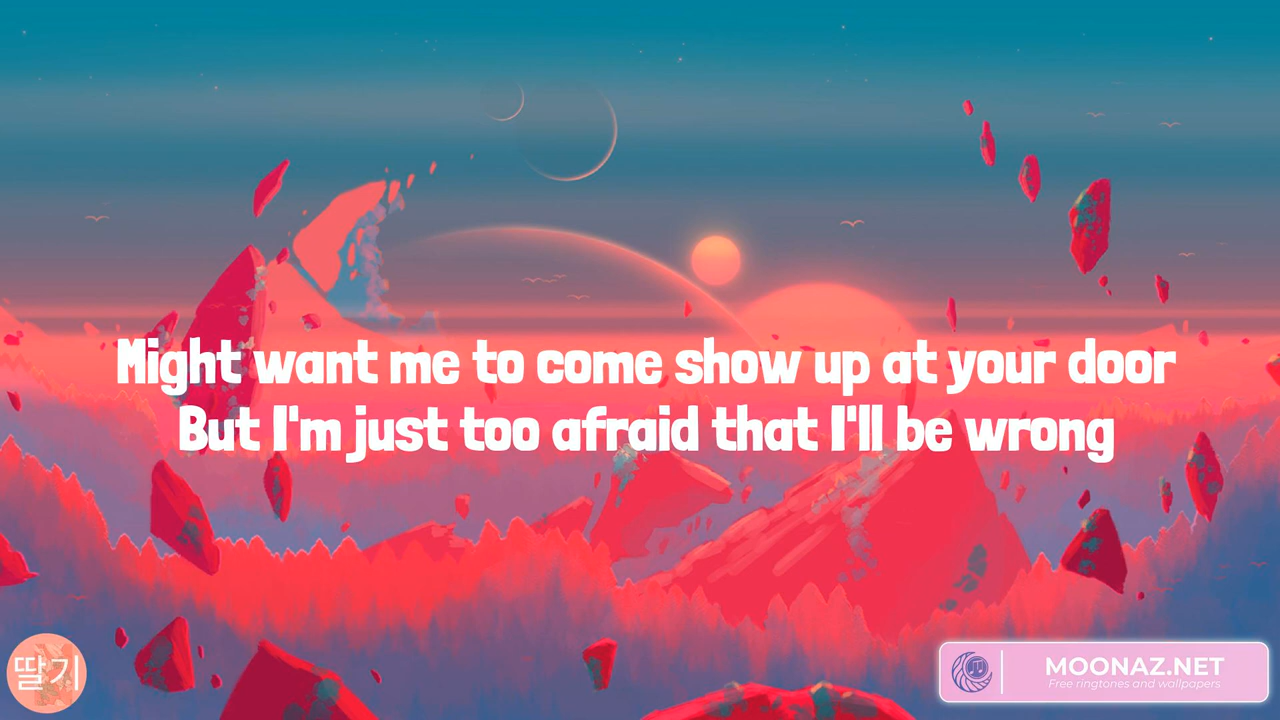 Might want me to come show up at your door
But I'm just too afraid that I'll be wrong
딸기
MOONAZ.NET
Free ringtones and wallpapers